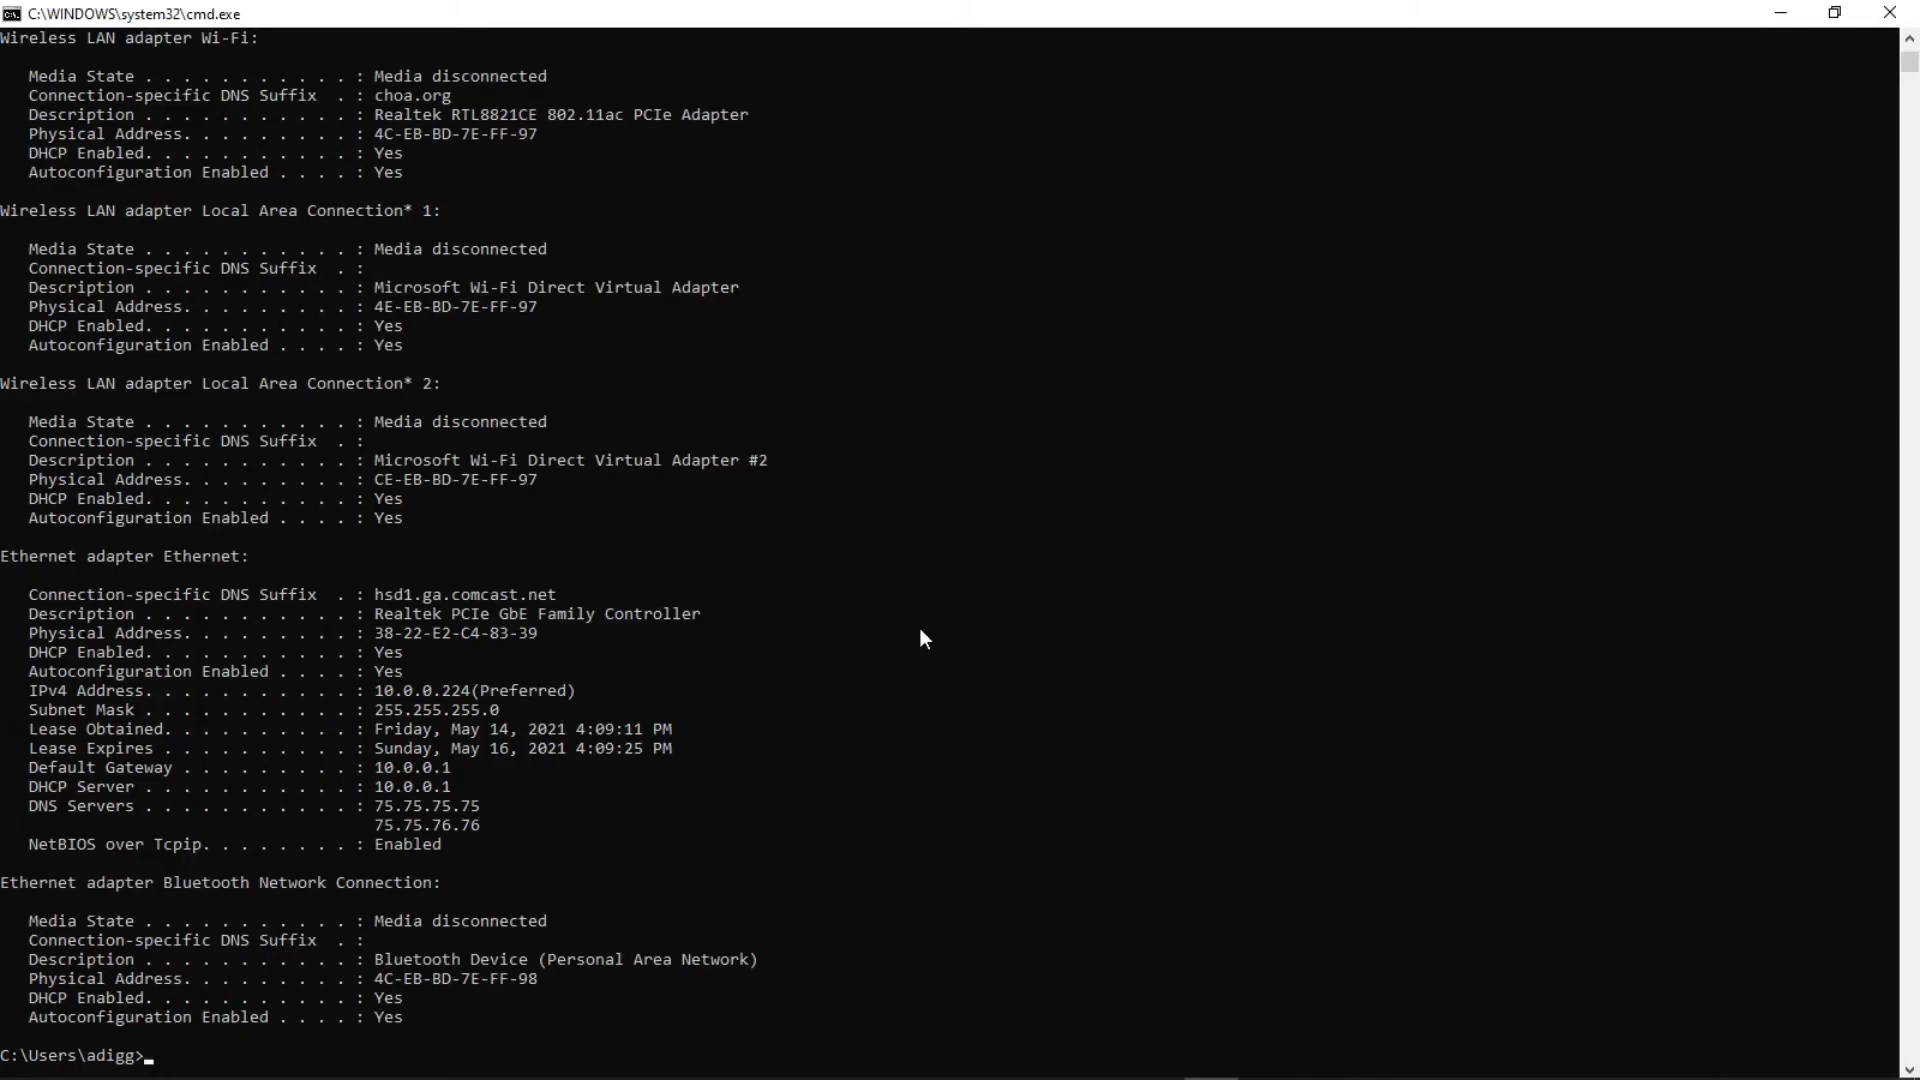 C:\WINDOWS\system32\cmd.exe
Wireless LAN adapter Wi-Fi:
Media State . . . . . . . . . . . : Media disconnected
Connection-specific DNS Suffix  . : choa.org
Description . . . . . . . . . . . : Realtek RTL8821CE 802.11ac PCIe Adapter
Physical Address. . . . . . . . . : 4C-EB-BD-7E-FF-97
DHCP Enabled. . . . . . . . . . . : Yes
Autoconfiguration Enabled . . . . : Yes
Wireless LAN adapter Local Area Connection* 1:
Media State . . . . . . . . . . . : Media disconnected
Connection-specific DNS Suffix  . :
Description . . . . . . . . . . . : Microsoft Wi-Fi Direct Virtual Adapter
Physical Address. . . . . . . . . : 4E-EB-BD-7E-FF-97
DHCP Enabled. . . . . . . . . . . : Yes
Autoconfiguration Enabled . . . . : Yes
Wireless LAN adapter Local Area Connection* 2:
Media State . . . . . . . . . . . : Media disconnected
Connection-specific DNS Suffix  . :
Description . . . . . . . . . . . : Microsoft Wi-Fi Direct Virtual Adapter #2
Physical Address. . . . . . . . . : CE-EB-BD-7E-FF-97
DHCP Enabled. . . . . . . . . . . : Yes
Autoconfiguration Enabled . . . . : Yes
Ethernet adapter Ethernet:
Connection-specific DNS Suffix  . : hsd1.ga.comcast.net
Description . . . . . . . . . . . : Realtek PCIe GbE Family Controller
Physical Address. . . . . . . . . : 38-22-E2-C4-83-39
DHCP Enabled. . . . . . . . . . . : Yes
Autoconfiguration Enabled . . . . : Yes
IPv4 Address. . . . . . . . . . . : 10.0.0.224(Preferred)
Subnet Mask . . . . . . . . . . . : 255.255.255.0
Lease Obtained. . . . . . . . . . : Friday, May 14, 2021 4:09:11 PM
Lease Expires . . . . . . . . . . : Sunday, May 16, 2021 4:09:25 PM
Default Gateway . . . . . . . . . : 10.0.0.1
DHCP Server . . . . . . . . . . . : 10.0.0.1
DNS Servers . . . . . . . . . . . : 75.75.75.75
75.75.76.76
NetBIOS over Tcpip. . . . . . . . : Enabled
Ethernet adapter Bluetooth Network Connection:
Media State . . . . . . . . . . . : Media disconnected
Connection-specific DNS Suffix  . :
Description . . . . . . . . . . . : Bluetooth Device (Personal Area Network)
Physical Address. . . . . . . . . : 4C-EB-BD-7E-FF-98
DHCP Enabled. . . . . . . . . . . : Yes
Autoconfiguration Enabled . . . . : Yes
C:\Users\adigg>